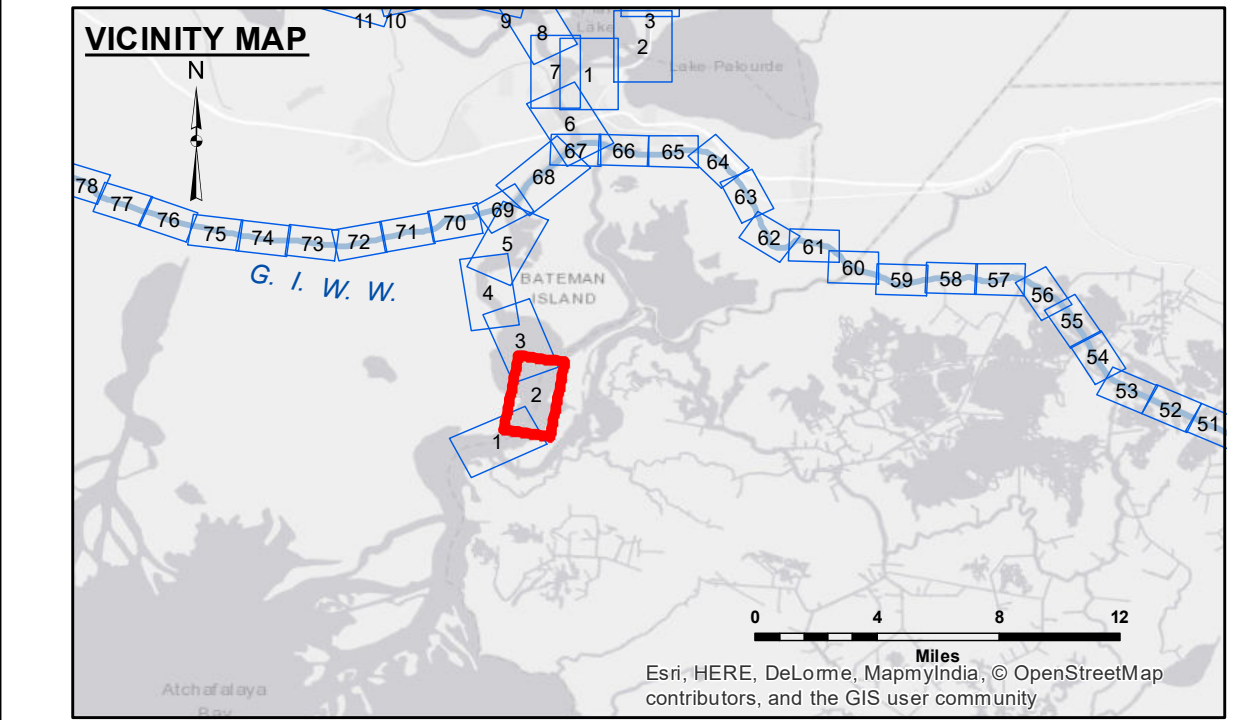 11 10 9 3
VICINITY MAP
8
Lake
2
N
7 1
Lake Palourde
6
67 66 65 64
78 68
77 76 69 63
75 74 73 72 71 70
5 62 61
60 59 58 57
G. I. W. W.
BATEMAN
ISLAND
4 56
55
3 54
2 53
52
1 51
0 4 8 12
Miles
Esri, HERE, DeLorme, MapmyIndia, © OpenStreetMap
contributors, and the GIS user community
Atchafalaya
Bay